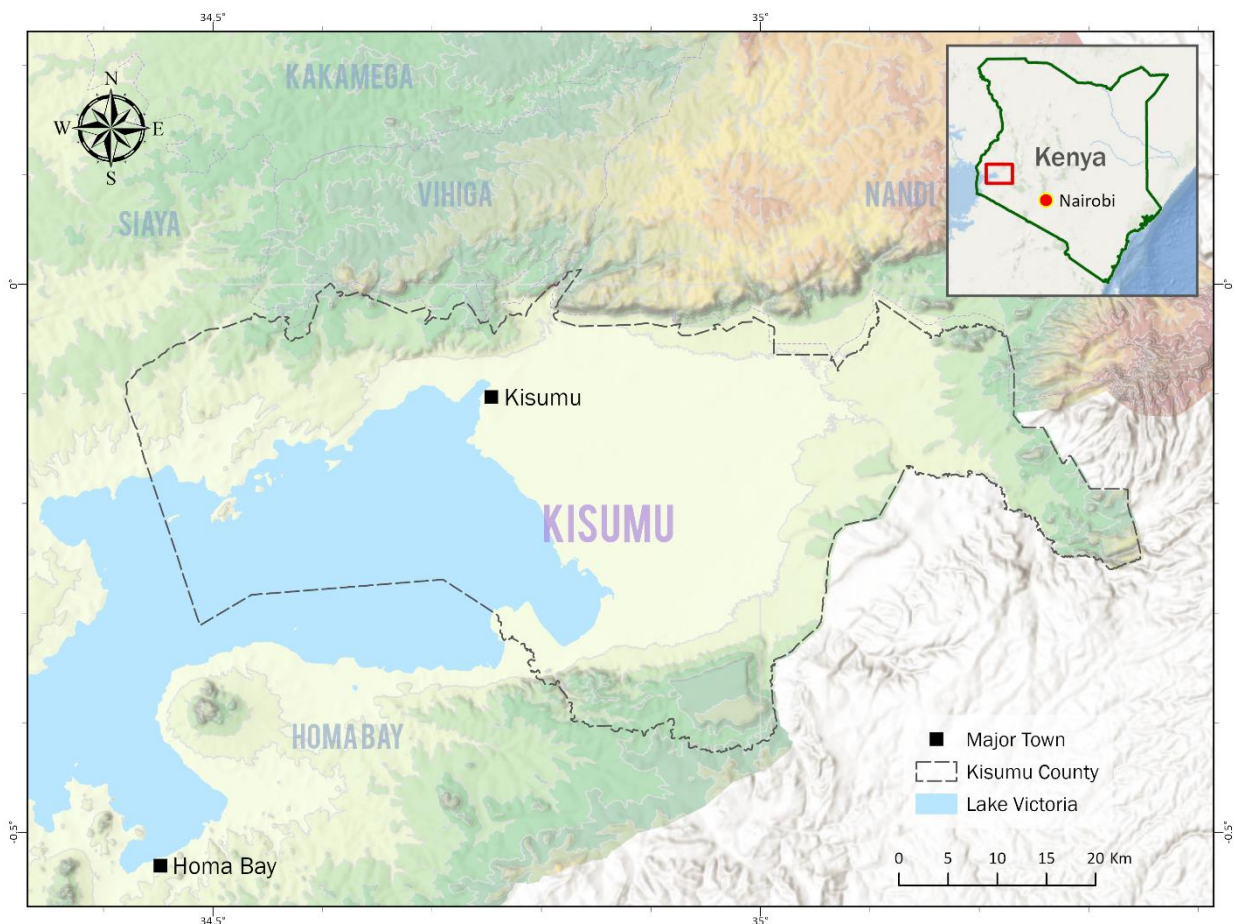 34.5°
35°
KAKAMEGA
N
W
E
S
VIHIGA
NANDI
SIAYA
Kenya
Nairobi
0°
0°
Kisumu
KISUMU
HOMA BAY
Major Town
Kisumu County
Lake Victoria
-0.5°
-0.5°
Homa Bay
0 5 10 15 20 Km
34.5°
35°